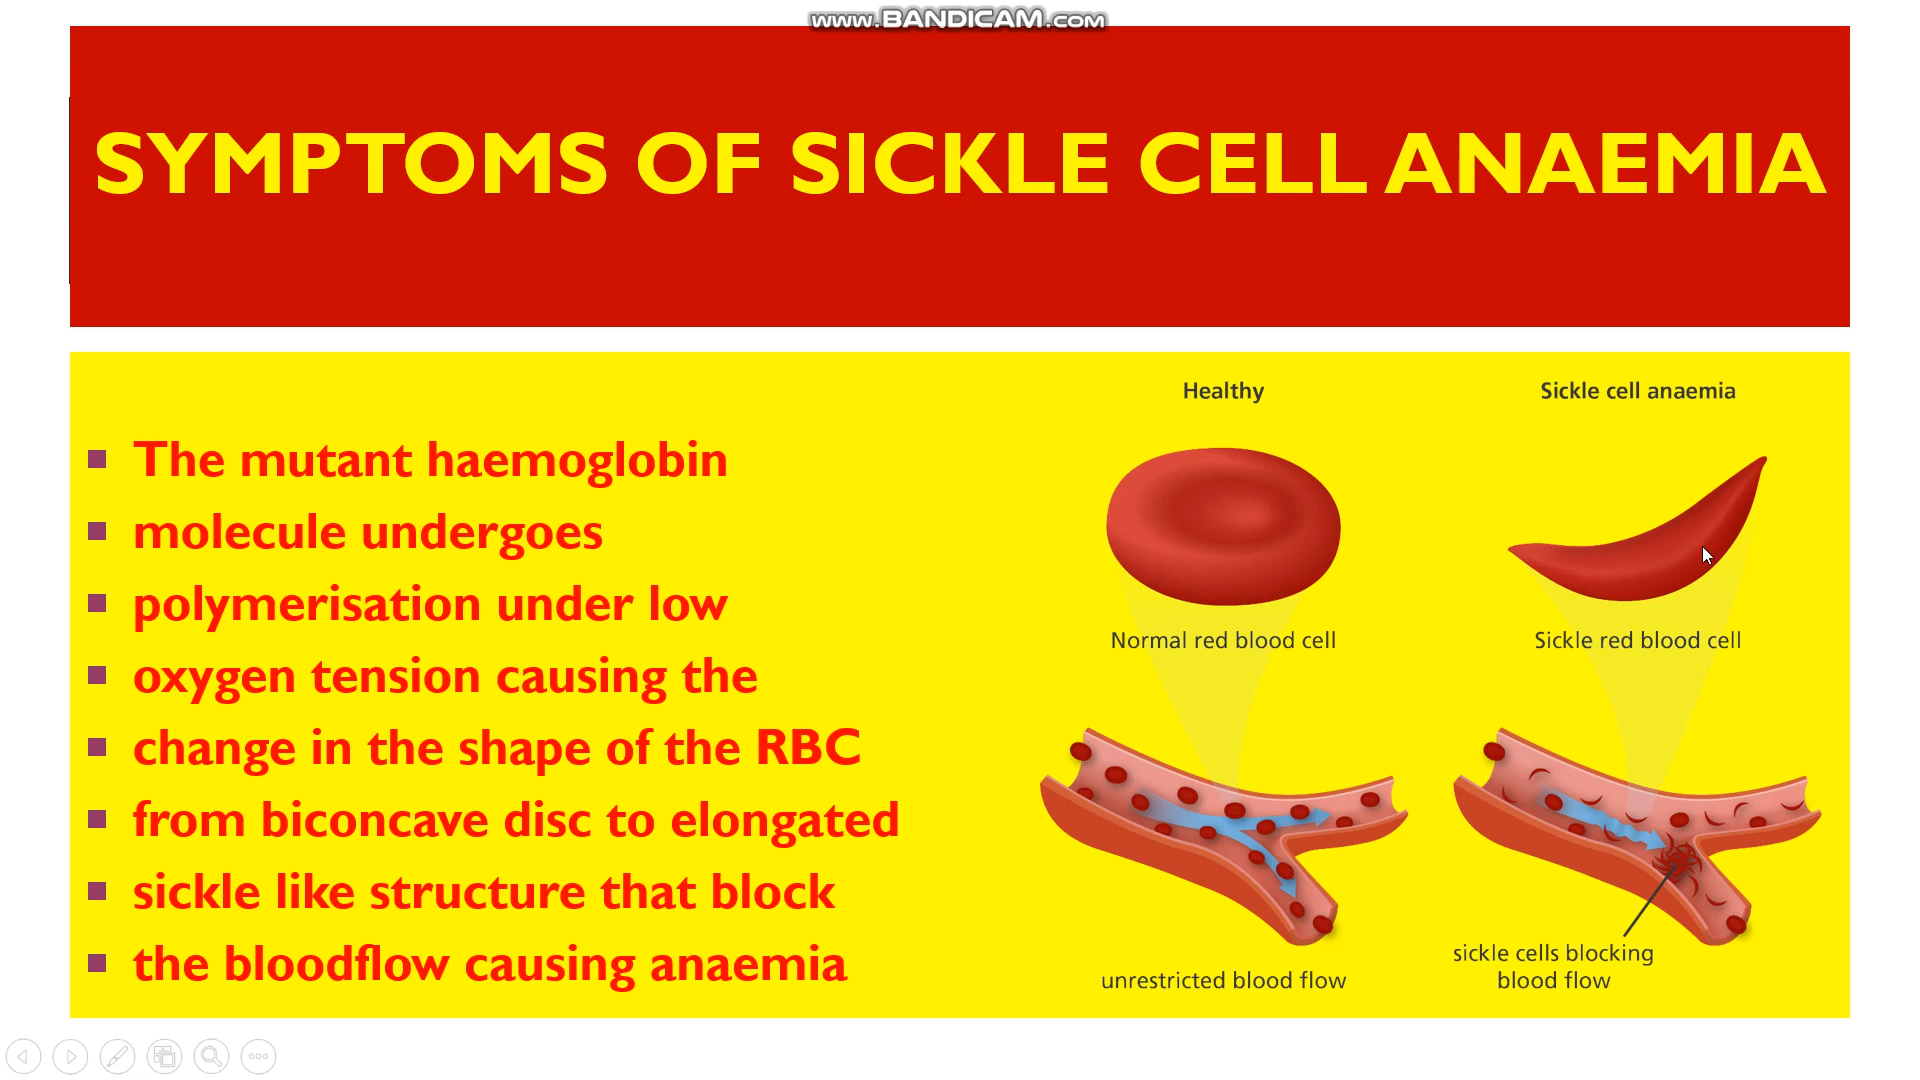 www.BANDICAM.com
SYMPTOMS OF SICKLE CELL ANAEMIA
The mutant haemoglobin
molecule undergoes
polymerisation under low
oxygen tension causing the
change in the shape of the RBC
from biconcave disc to elongated
sickle like structure that block
the bloodflow causing anaemia
Healthy
Normal red blood cell
unrestricted blood flow
Sickle cell anaemia
Sickle red blood cell
sickle cells blocking
blood flow